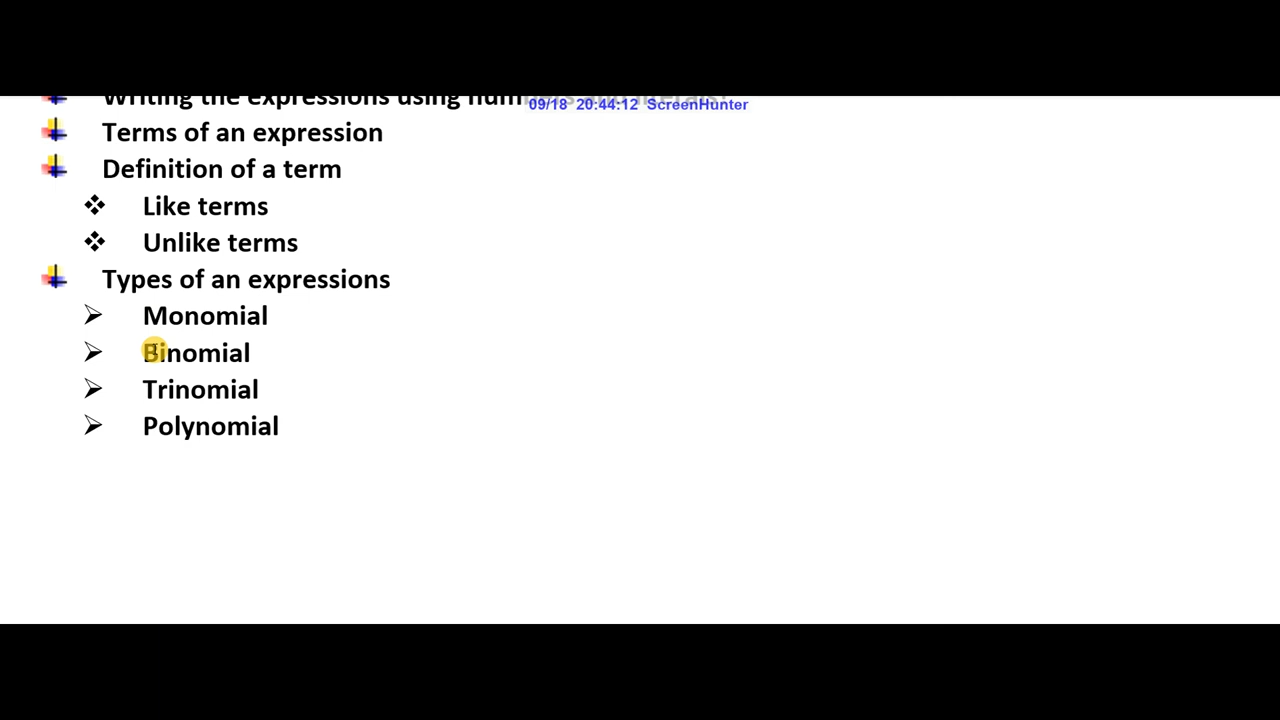 Writing the expressions using num
09/18 20:44:12 ScreenHunter
Terms of an expression
Definition of a term
Like terms
Unlike terms
Types of an expressions
Monomial
Binomial
Trinomial
Polynomial